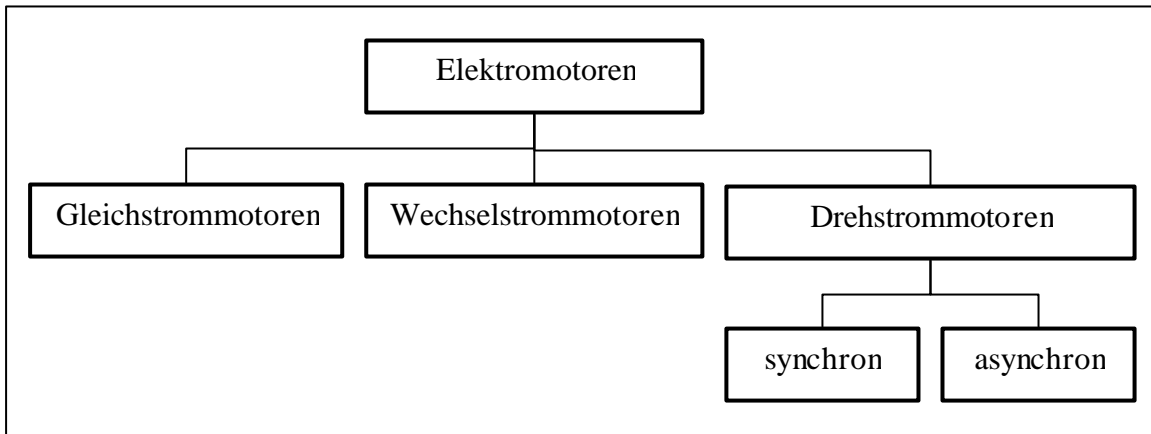 Elektromotoren
Gleichstrommotoren
Wechselstrommotoren
Drehstrommotoren
synchron
asynchron